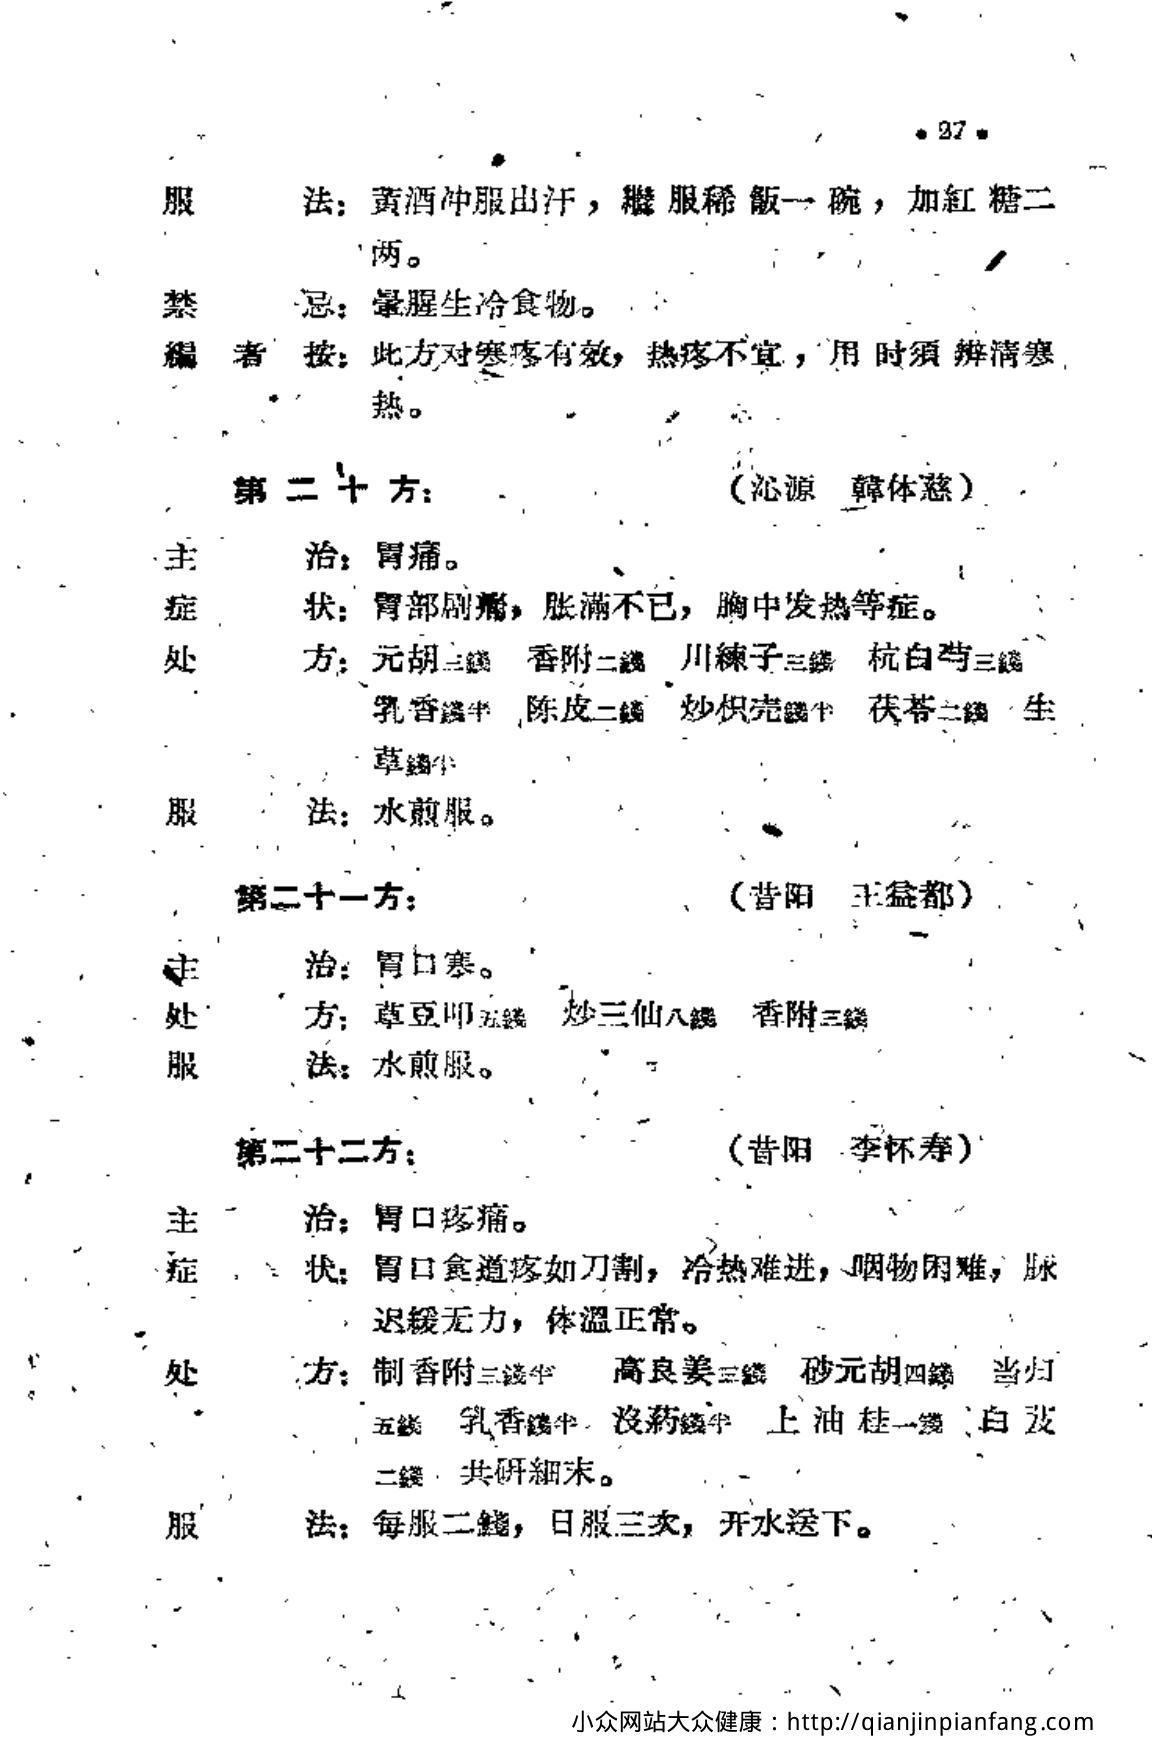 • 27 •
服　　法：黃酒冲服出汗，繼服稀飯一碗，加紅糖二
两。
禁　　忌：葷腥生冷食物。
編 者 按：此方对寒疼有效，热疼不宜，用时須辨清寒
热。
第二十方：　（沁源　韓体慈）
主　　治：胃痛。
症　　状：胃部剧痛，胀滿不已，胸中发热等症。
处　　方：元胡三錢　香附二錢　川練子三錢　杭白芍三錢
乳香錢半　陈皮二錢　炒枳壳錢半　茯苓二錢　生
草錢半
服　　法：水煎服。
第二十一方：　（昔阳　王益都）
主　　治：胃口寒。
处　　方：草豆叩五錢　炒三仙八錢　香附三錢
服　　法：水煎服。
第二十二方：　（昔阳　李怀寿）
主　　治：胃口疼痛。
症　　状：胃口食道疼如刀割，冷热难进，咽物困难，脉
迟緩无力，体溫正常。
处　　方：制香附三錢半　高良姜三錢　砂元胡四錢　当归
五錢　乳香錢半　沒葯錢半　上油桂一錢　白芨
二錢　共研細末。
服　　法：每服二錢，日服三次，开水送下。
小众网站大众健康：http://qianjinpianfang.com